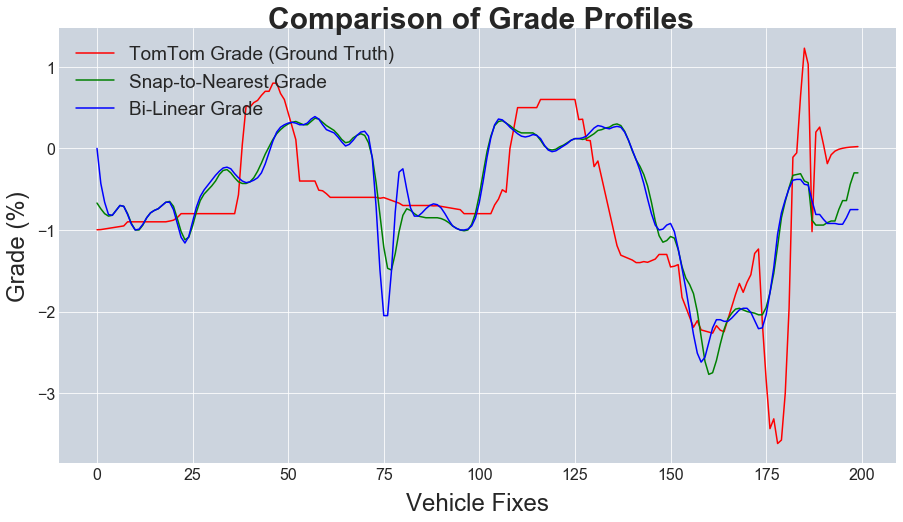 Comparison of Grade Profiles
TomTom Grade (Ground Truth)
Snap-to-Nearest Grade
Bi-Linear Grade
Grade (%)
1
0
−1
−2
−3
0 25 50 75 100 125 150 175 200
Vehicle Fixes